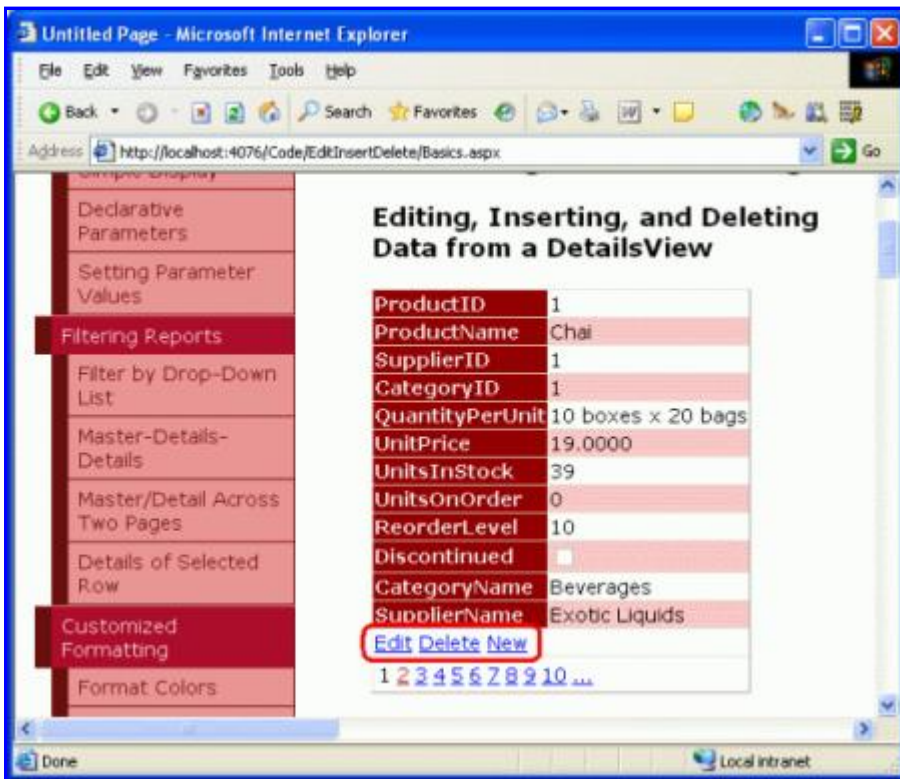 Untitled Page - Microsoft Internet Explorer
File Edit View Favorites Tools Help
Back Search Favorites
Address http://localhost:4076/Code/EditInsertDelete/Basics.aspx Go
Simple Display
Declarative
Parameters
Setting Parameter
Values
Filtering Reports
Filter by Drop-Down
List
Master-Details-
Details
Master/Detail Across
Two Pages
Details of Selected
Row
Customized
Formatting
Format Colors
Editing, Inserting, and Deleting
Data from a DetailsView
ProductID 1
ProductName Chai
SupplierID 1
CategoryID 1
QuantityPerUnit 10 boxes x 20 bags
UnitPrice 19.0000
UnitsInStock 39
UnitsOnOrder 0
ReorderLevel 10
Discontinued
CategoryName Beverages
SupplierName Exotic Liquids
Edit Delete New
1 2 3 4 5 6 7 8 9 10 ...
Done Local intranet